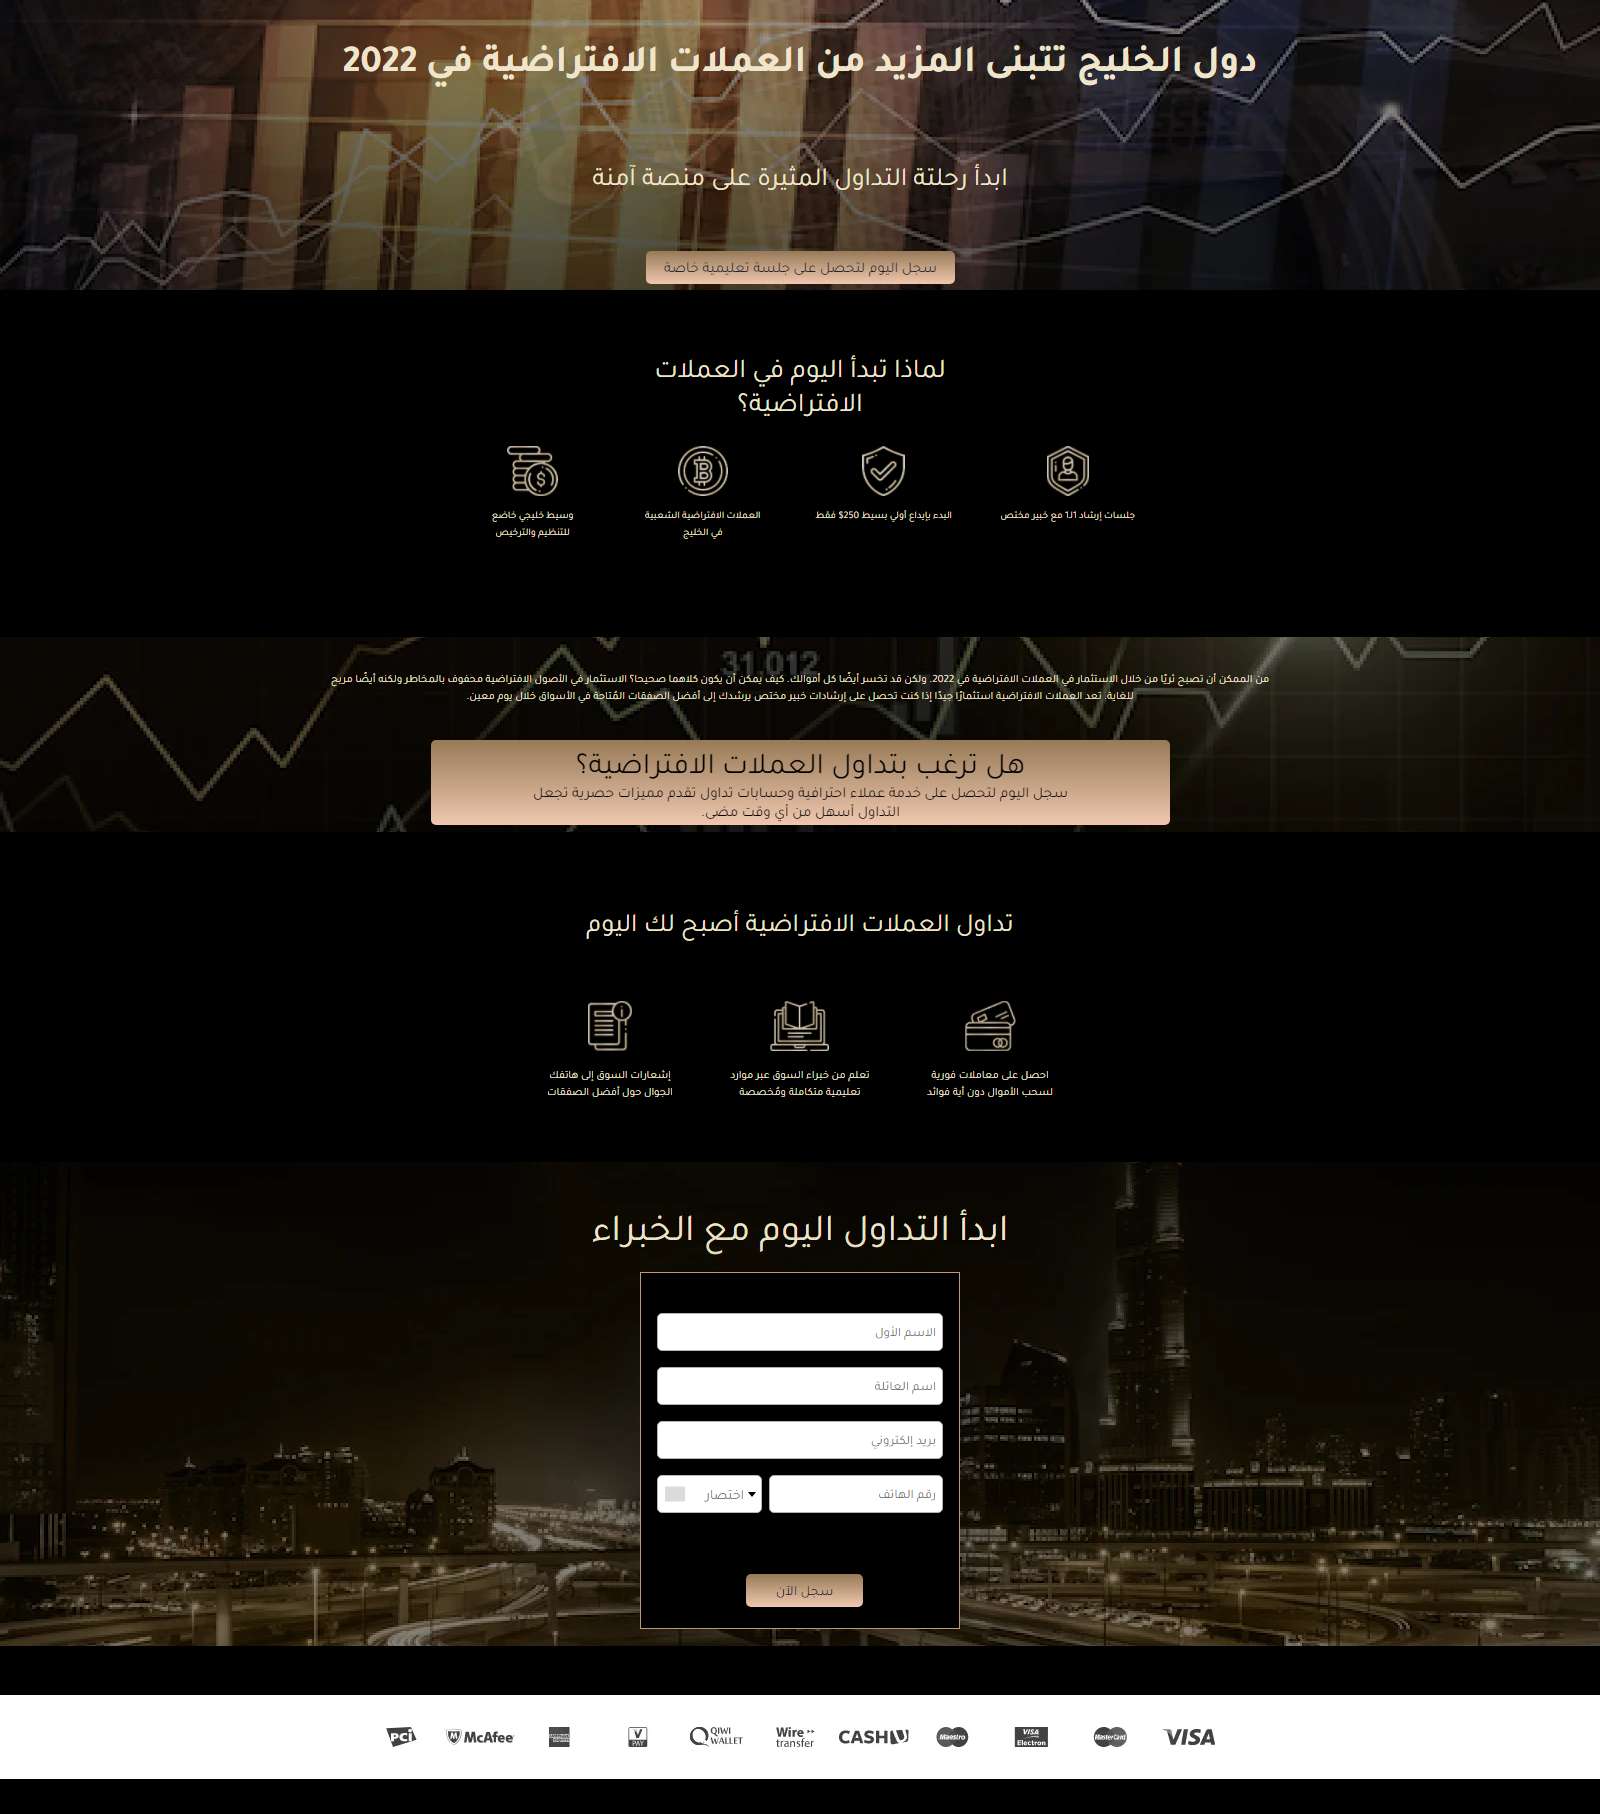 دول الخليج تتبنى المزيد من العملات الافتراضية في 2022
ابدأ رحلتة التداول المثيرة على منصة آمنة
سجل اليوم لتحصل على جلسة تعليمية خاصة
لماذا تبدأ اليوم في العملات
الافتراضية؟
جلسات إرشاد 1لـ1 مع خبير مختص
البدء بإيداع أولي بسيط 250$ فقط
العملات الافتراضية الشعبية
في الخليج
وسيط خليجي خاضع
للتنظيم والترخيص
31,012
من الممكن أن تصبح ثريًا من خلال الاستثمار في العملات الافتراضية في 2022. ولكن قد تخسر أيضًا كل أموالك. كيف يمكن أن يكون كلاهما صحيحا؟ الاستثمار في الأصول الافتراضية محفوف بالمخاطر ولكنه أيضًا مربح
للغاية. تعد العملات الافتراضية استثمارًا جيدًا إذا كنت تحصل على إرشادات خبير مختص يرشدك إلى أفضل الصفقات المُتاحة في الأسواق خلال يوم معين.
هل ترغب بتداول العملات الافتراضية؟
سجل اليوم لتحصل على خدمة عملاء احترافية وحسابات تداول تقدم مميزات حصرية تجعل
التداول أسهل من أي وقت مضى.
تداول العملات الافتراضية أصبح لك اليوم
احصل على معاملات فورية
لسحب الأموال دون أية فوائد
تعلم من خبراء السوق عبر موارد
تعليمية متكاملة ومُخصصة
إشعارات السوق إلى هاتفك
الجوال حول أفضل الصفقات
ابدأ التداول اليوم مع الخبراء
الاسم الأول
اسم العائلة
بريد إلكتروني
رقم الهاتف
اختصار
سجل الآن
PCI McAfee V PAY QIWI WALLET Wire transfer CASHU Maestro VISA Electron MasterCard VISA